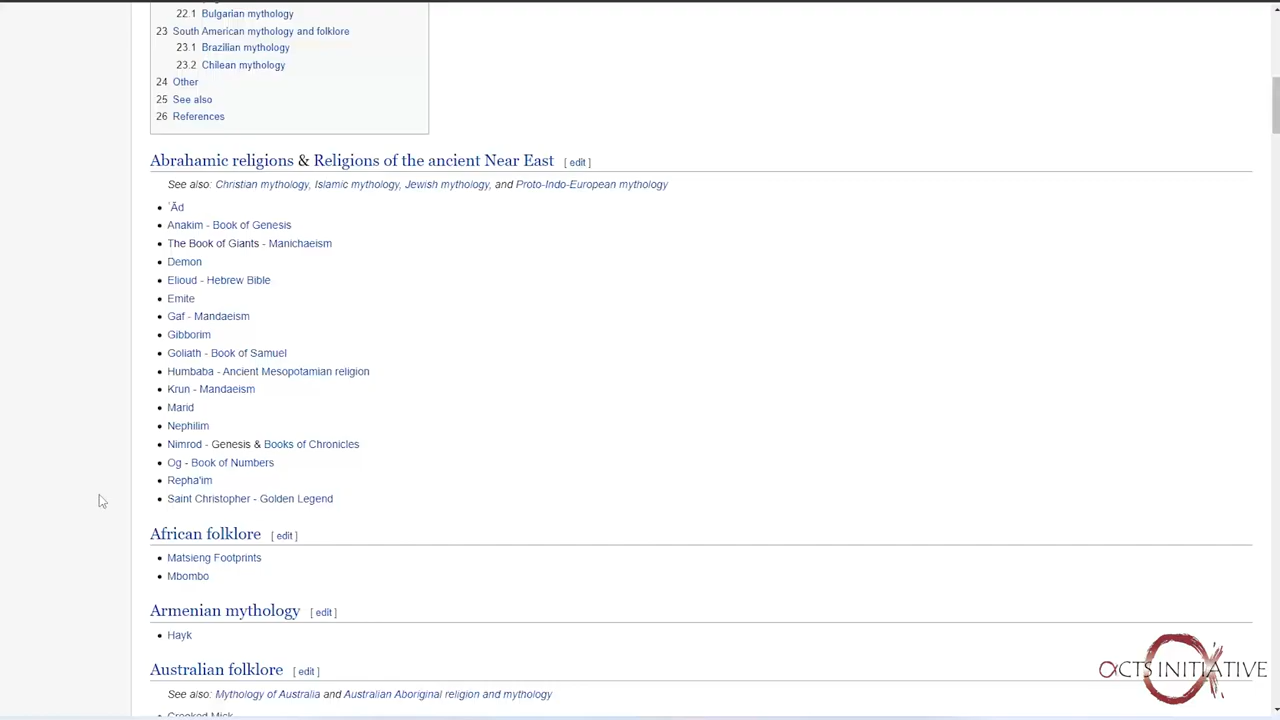 22.1 Bulgarian mythology
23 South American mythology and folklore
23.1 Brazilian mythology
23.2 Chilean mythology
24 Other
25 See also
26 References
Abrahamic religions & Religions of the ancient Near East [ edit ]
See also: Christian mythology, Islamic mythology, Jewish mythology, and Proto-Indo-European mythology
ʿĀd
Anakim - Book of Genesis
The Book of Giants - Manichaeism
Demon
Elioud - Hebrew Bible
Emite
Gaf - Mandaeism
Gibborim
Goliath - Book of Samuel
Humbaba - Ancient Mesopotamian religion
Krun - Mandaeism
Marid
Nephilim
Nimrod - Genesis & Books of Chronicles
Og - Book of Numbers
Repha'im
Saint Christopher - Golden Legend
African folklore [ edit ]
Matsieng Footprints
Mbombo
Armenian mythology [ edit ]
Hayk
Australian folklore [ edit ]
See also: Mythology of Australia and Australian Aboriginal religion and mythology
Crooked Mick
ACTS INITIATIVE